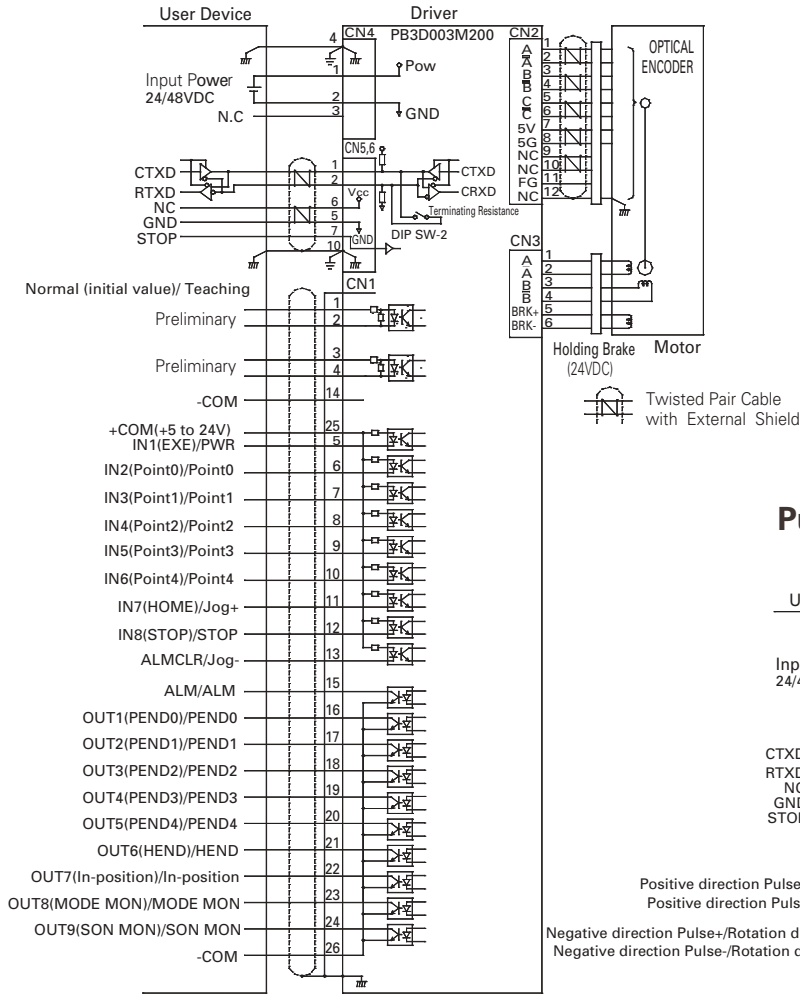 User Device
Driver
PB3D003M200
CN4
4
1
2
3
Pow
GND
Input Power
24/48VDC
N.C
CN2
A 1
A 2
B 3
B 4
C 5
C 6
5V 7
5G 8
NC 9
NC 10
FG 11
NC 12
OPTICAL
ENCODER
CN5,6
CTXD 1
RTXD 2
NC 6
GND 5
STOP 7
10
Vcc
GND
CTXD
CRXD
Terminating Resistance
DIP SW-2
CN3
A 1
A 2
B 3
B 4
BRK+ 5
BRK- 6
Holding Brake
(24VDC)
Motor
Twisted Pair Cable
with External Shield
Normal (initial value)/ Teaching
CN1
Preliminary
1
2
Preliminary
3
4
-COM 14
+COM(+5 to 24V) 25
IN1(EXE)/PWR 5
IN2(Point0)/Point0 6
IN3(Point1)/Point1 7
IN4(Point2)/Point2 8
IN5(Point3)/Point3 9
IN6(Point4)/Point4 10
IN7(HOME)/Jog+ 11
IN8(STOP)/STOP 12
ALMCLR/Jog- 13
ALM/ALM 15
OUT1(PEND0)/PEND0 16
OUT2(PEND1)/PEND1 17
OUT3(PEND2)/PEND2 18
OUT4(PEND3)/PEND3 19
OUT5(PEND4)/PEND4 20
OUT6(HEND)/HEND 21
OUT7(In-position)/In-position 22
OUT8(MODE MON)/MODE MON 23
OUT9(SON MON)/SON MON 24
-COM 26
CTXD
RTXD
Positive direction Pulse
Negative direction Pulse+/Rotation
Negative direction Pulse-/Rotation